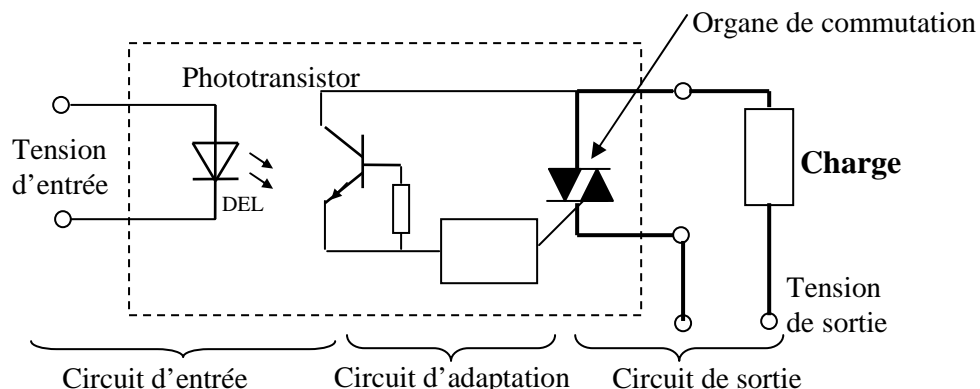 Organe de commutation
Phototransistor
Tension
d’entrée
DEL
Charge
Tension
de sortie
Circuit d’entrée
Circuit d’adaptation
Circuit de sortie